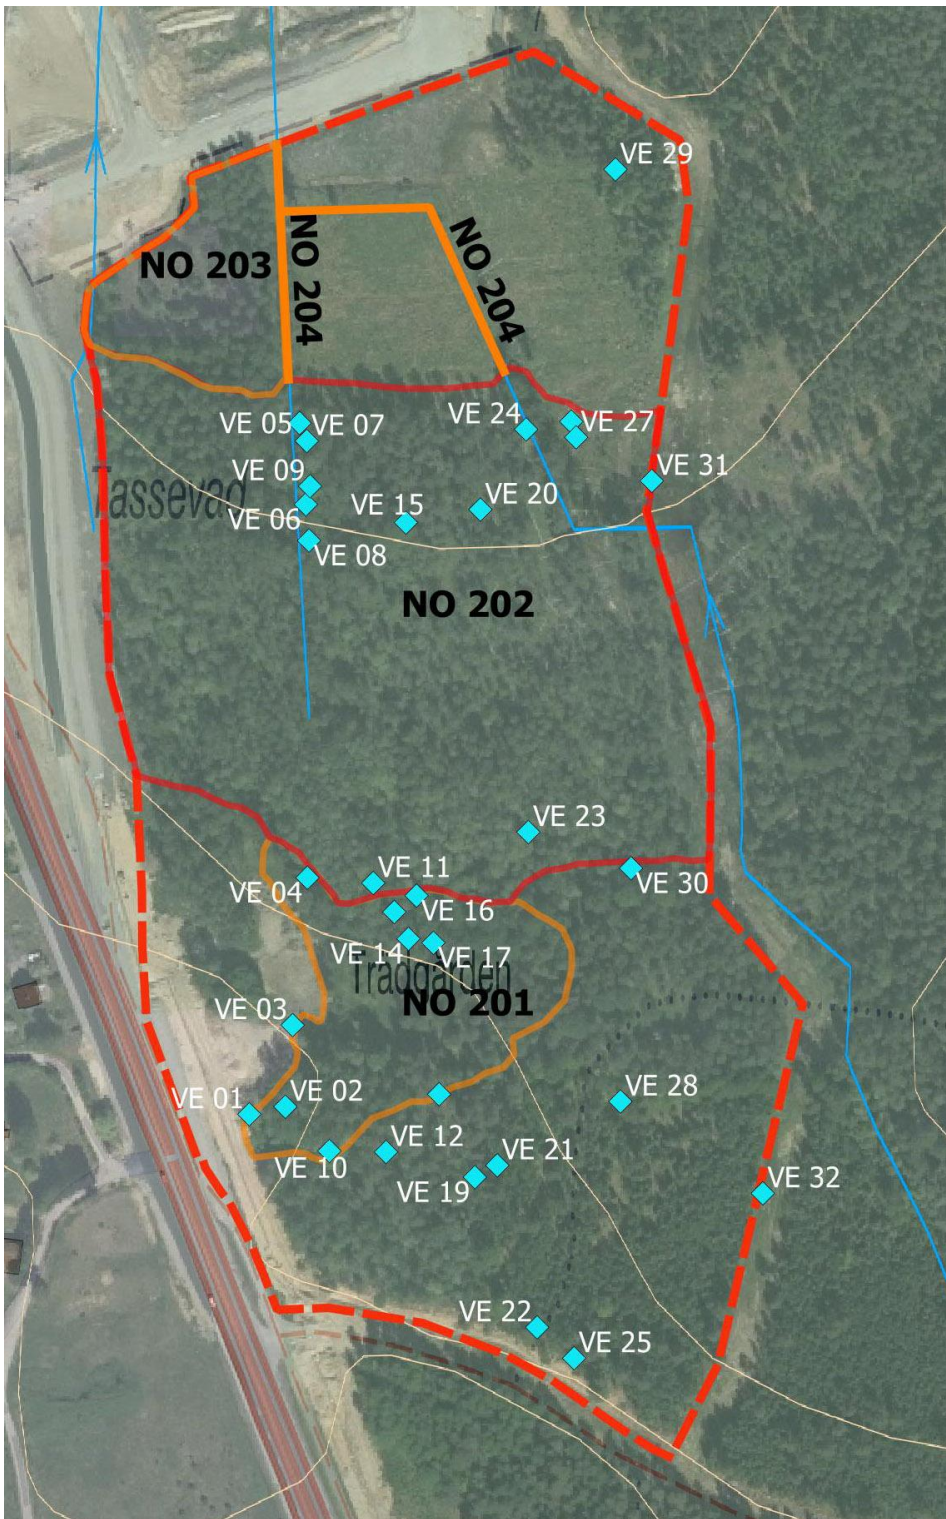 VE 29
NO 203
NO 204
NO 204
VE 05
VE 07
VE 24
VE 27
VE 09
VE 31
Tassevad
VE 06
VE 15
VE 20
VE 08
NO 202
VE 23
VE 11
VE 04
VE 30
VE 16
VE 14
VE 17
Trädgården
NO 201
VE 03
VE 01
VE 02
VE 28
VE 12
VE 10
VE 21
VE 19
VE 32
VE 22
VE 25